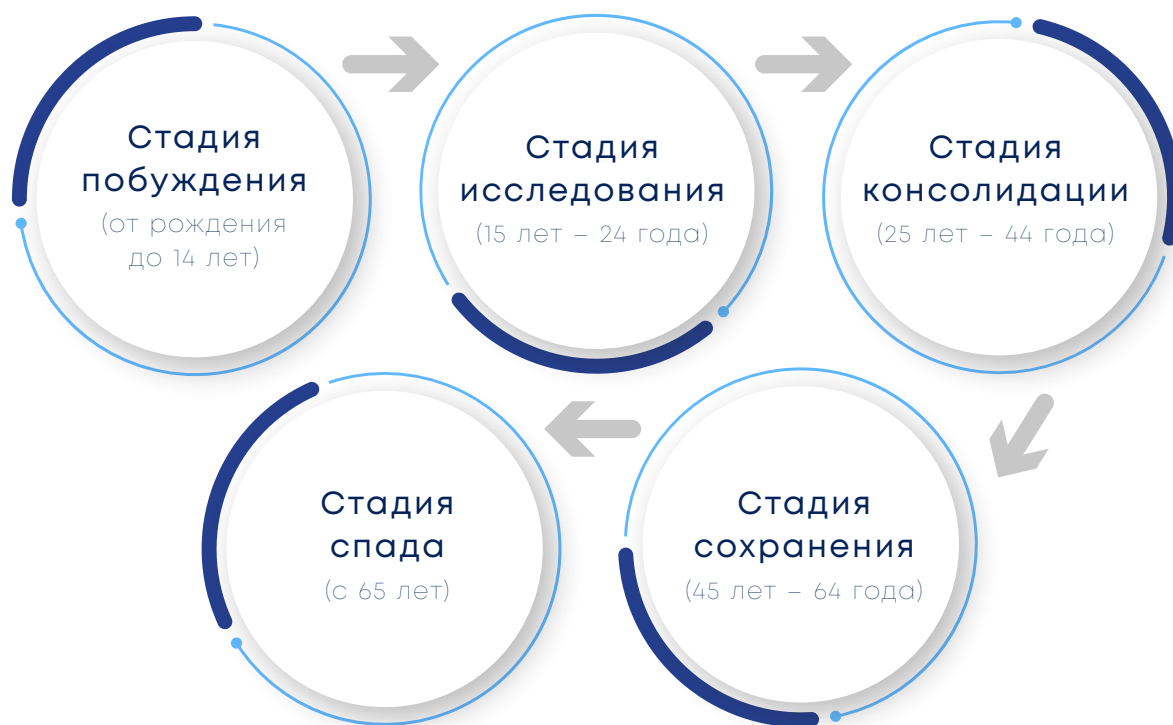 Стадия
побуждения
(от рождения
до 14 лет)
Стадия
исследования
(15 лет – 24 года)
Стадия
консолидации
(25 лет – 44 года)
Стадия
спада
(с 65 лет)
Стадия
сохранения
(45 лет – 64 года)